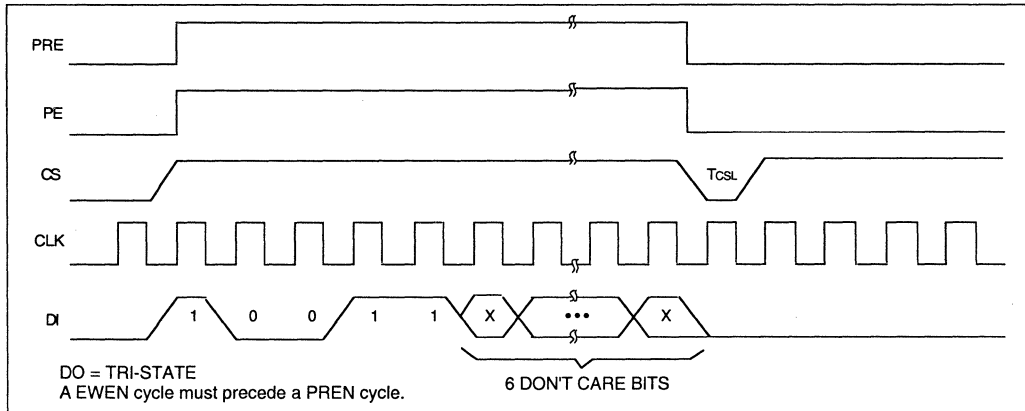 PRE
PE
CS
TCSL
CLK
DI
1 0 0 1 1 X ••• X
6 DON'T CARE BITS
DO = TRI-STATE
A EWEN cycle must precede a PREN cycle.